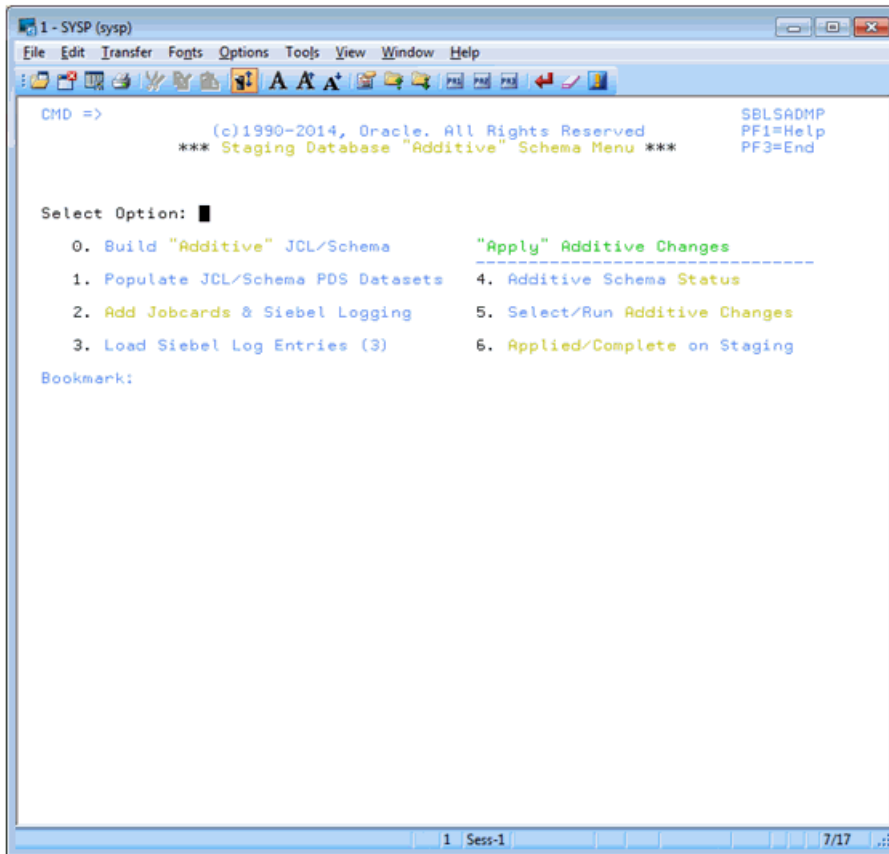 1 - SYSP (sysp)
File Edit Transfer Fonts Options Tools View Window Help
PA1 PA2 PA3
CMD => SBLSADMP
(c)1990-2014, Oracle. All Rights Reserved PF1=Help
*** Staging Database "Additive" Schema Menu *** PF3=End
Select Option:
0. Build "Additive" JCL/Schema "Apply" Additive Changes
--------------------------------
1. Populate JCL/Schema PDS Datasets 4. Additive Schema Status
2. Add Jobcards & Siebel Logging 5. Select/Run Additive Changes
3. Load Siebel Log Entries (3) 6. Applied/Complete on Staging
Bookmark:
1 Sess-1 7/17